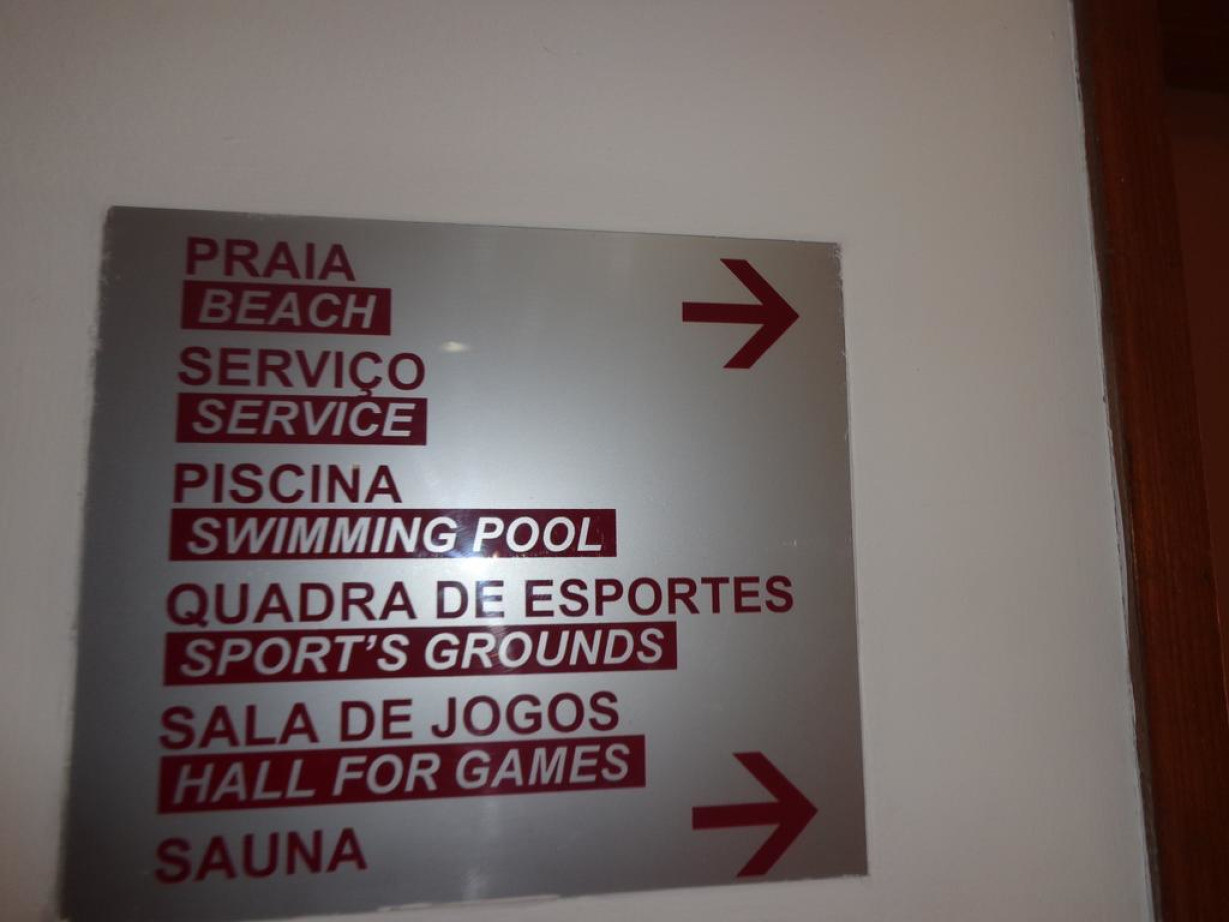 PRAIA
BEACH
SERVIÇO
SERVICE
PISCINA
SWIMMING POOL
QUADRA DE ESPORTES
SPORT'S GROUNDS
SALA DE JOGOS
HALL FOR GAMES
SAUNA